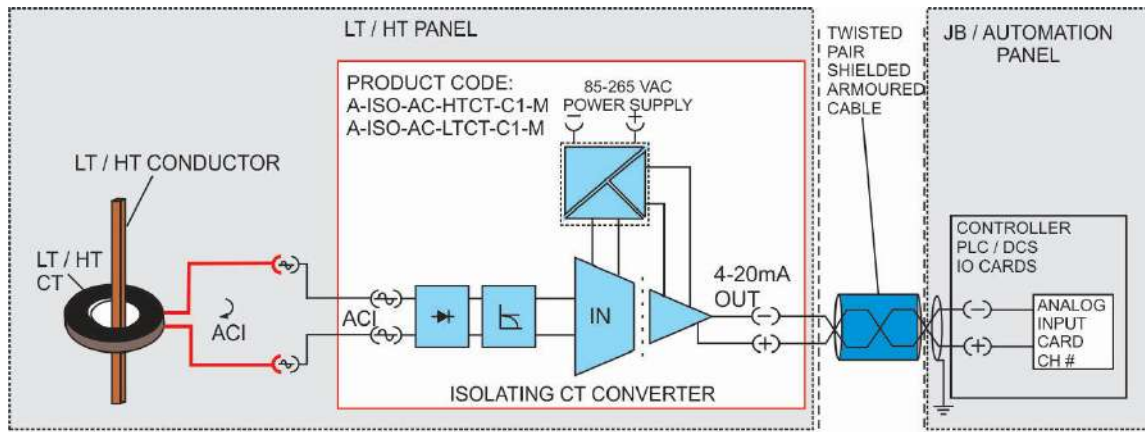 LT / HT PANEL
PRODUCT CODE:
A-ISO-AC-HTCT-C1-M
A-ISO-AC-LTCT-C1-M
85-265 VAC
POWER SUPPLY
−
+
LT / HT CONDUCTOR
LT / HT
CT
ACI
ACI
IN
4-20mA
OUT
−
+
ISOLATING CT CONVERTER
TWISTED
PAIR
SHIELDED
ARMOURED
CABLE
JB / AUTOMATION
PANEL
CONTROLLER
PLC / DCS
IO CARDS
−
+
ANALOG
INPUT
CARD
CH #